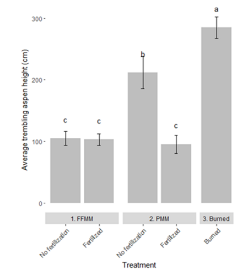 a
300
b
200
Average trembling aspen height (cm)
c
c
c
100
0
1. FFMM
2. PMM
3. Burned
No fertilization
Fertilized
No fertilization
Fertilized
Burned
Treatment